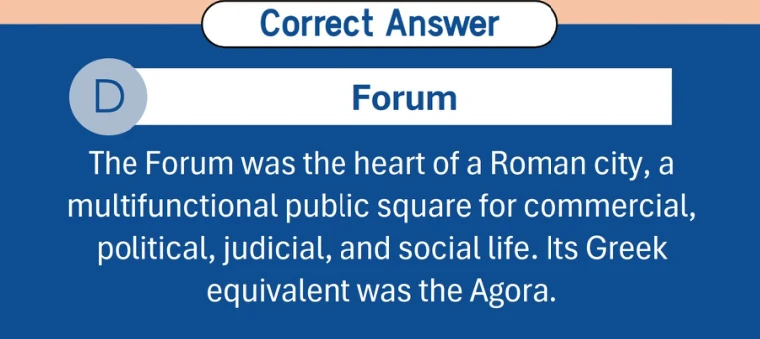 Correct Answer
D
Forum
The Forum was the heart of a Roman city, a
multifunctional public square for commercial,
political, judicial, and social life. Its Greek
equivalent was the Agora.